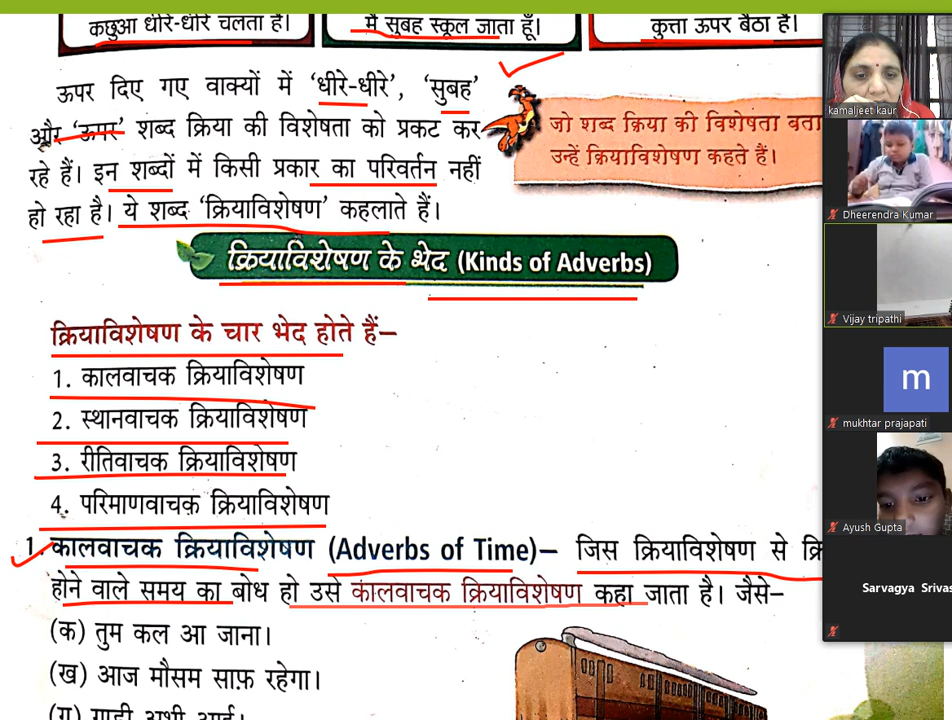 कछुआ धीरे-धीरे चलता है।
मैं सुबह स्कूल जाता हूँ।
कुत्ता ऊपर बैठा है।
ऊपर दिए गए वाक्यों में ‘धीरे-धीरे’, ‘सुबह’
और ‘ऊपर’ शब्द क्रिया की विशेषता को प्रकट कर
रहे हैं। इन शब्दों में किसी प्रकार का परिवर्तन नहीं
हो रहा है। ये शब्द ‘क्रियाविशेषण’ कहलाते हैं।
जो शब्द क्रिया की विशेषता बता
उन्हें क्रियाविशेषण कहते हैं।
क्रियाविशेषण के भेद (Kinds of Adverbs)
क्रियाविशेषण के चार भेद होते हैं–
1. कालवाचक क्रियाविशेषण
2. स्थानवाचक क्रियाविशेषण
3. रीतिवाचक क्रियाविशेषण
4. परिमाणवाचक क्रियाविशेषण
1. कालवाचक क्रियाविशेषण (Adverbs of Time)– जिस क्रियाविशेषण से क्रि
होने वाले समय का बोध हो उसे कालवाचक क्रियाविशेषण कहा जाता है। जैसे–
(क) तुम कल आ जाना।
(ख) आज मौसम साफ़ रहेगा।
(ग) गाड़ी अभी आई।
kamaljeet kaur
Dheerendra Kumar
Vijay tripathi
m
mukhtar prajapati
Ayush Gupta
Sarvagya Srivas